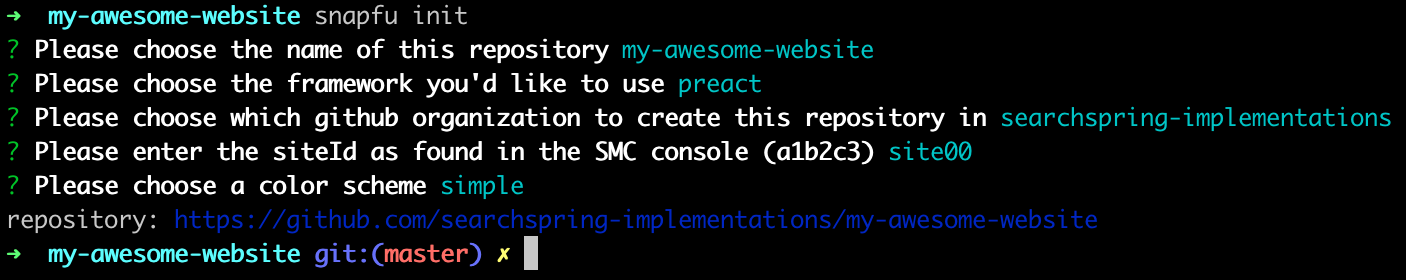 → my-awesome-website snapfu init
? Please choose the name of this repository my-awesome-website
? Please choose the framework you'd like to use preact
? Please choose which github organization to create this repository in searchspring-implementations
? Please enter the siteId as found in the SMC console (a1b2c3) site00
? Please choose a color scheme simple
repository: https://github.com/searchspring-implementations/my-awesome-website
→ my-awesome-website git:(master) ✗